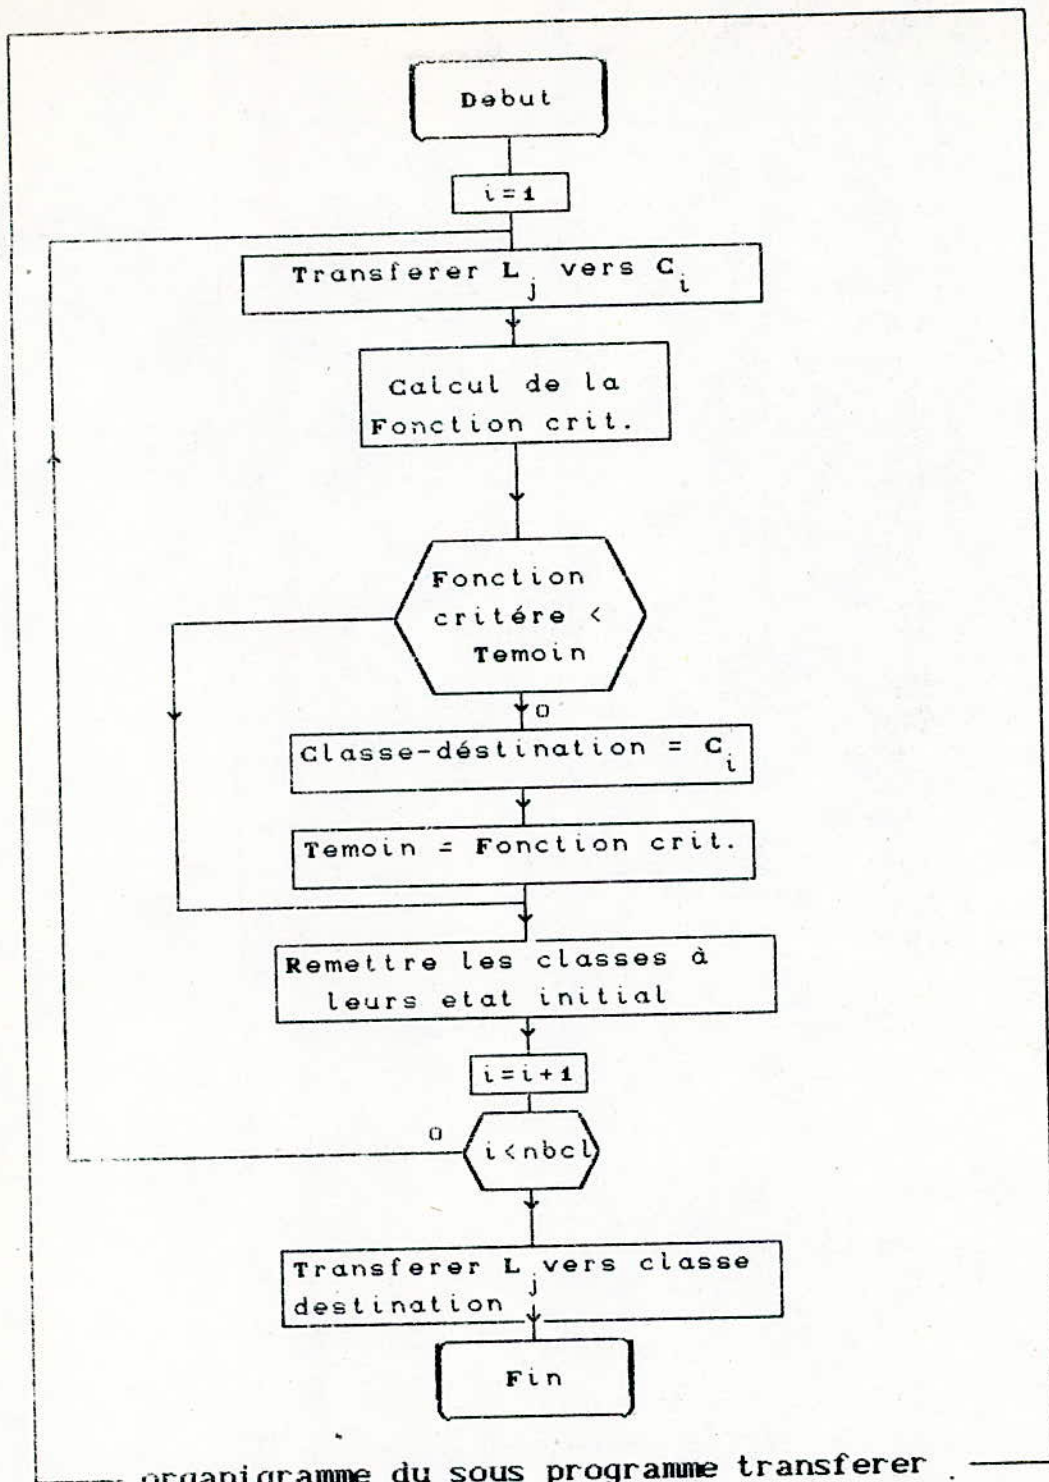 Debut
i=1
Transferer L j vers C i
Calcul de la
Fonction crit.
Fonction
critére <
Temoin
o
Classe-déstination = C i
Temoin = Fonction crit.
Remettre les classes à
leurs etat initial
i=i+1
o
i<nbcl
Transferer L j vers classe
destination
Fin
organigramme du sous programme transferer .